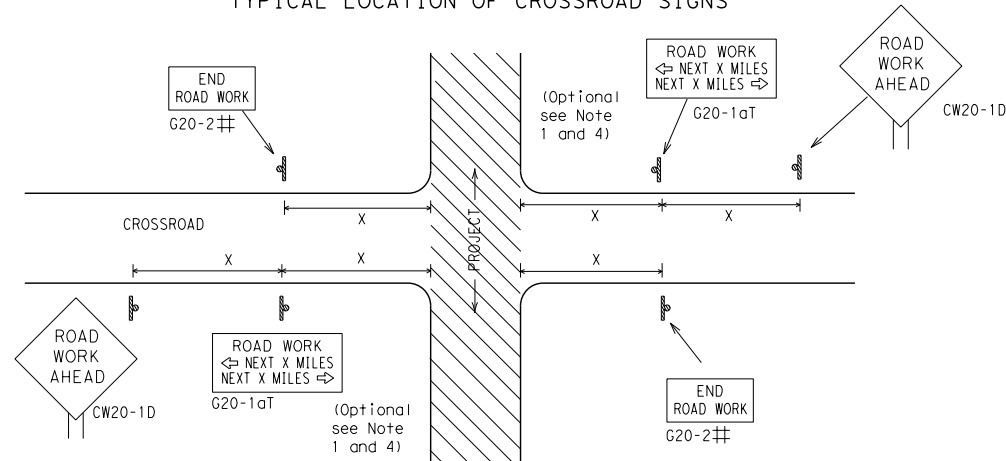 TYPICAL LOCATION OF CROSSROAD SIGNS
END
ROAD WORK
G20-2#
(Optional
see Note
1 and 4)
ROAD WORK
⇦ NEXT X MILES
NEXT X MILES ⇨
G20-1aT
ROAD
WORK
AHEAD
CW20-1D
X
X
X
CROSSROAD
PROJECT
X
X
X
ROAD
WORK
AHEAD
CW20-1D
ROAD WORK
⇦ NEXT X MILES
NEXT X MILES ⇨
G20-1aT
(Optional
see Note
1 and 4)
END
ROAD WORK
G20-2#